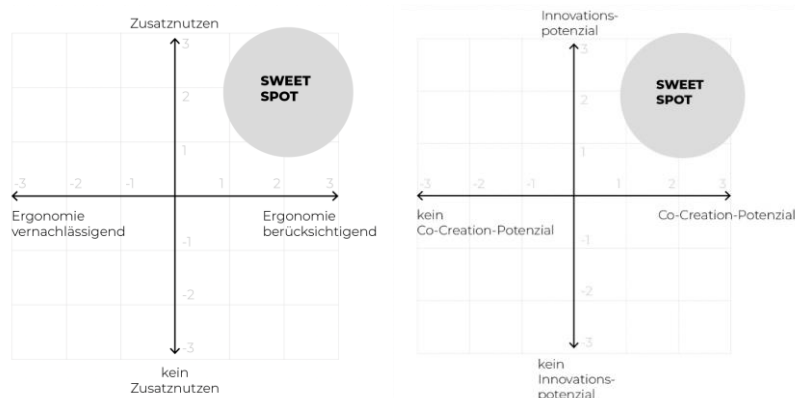 Zusatznutzen
3
SWEET
SPOT
2
1
-3 -2 -1 1 2 3
Ergonomie
vernachlässigend
Ergonomie
berücksichtigend
-1
-2
-3
kein
Zusatznutzen
Innovations-
potenzial
3
SWEET
SPOT
2
1
-3 -2 -1 1 2 3
kein
Co-Creation-Potenzial
Co-Creation-Potenzial
-1
-2
-3
kein
Innovations-
potenzial